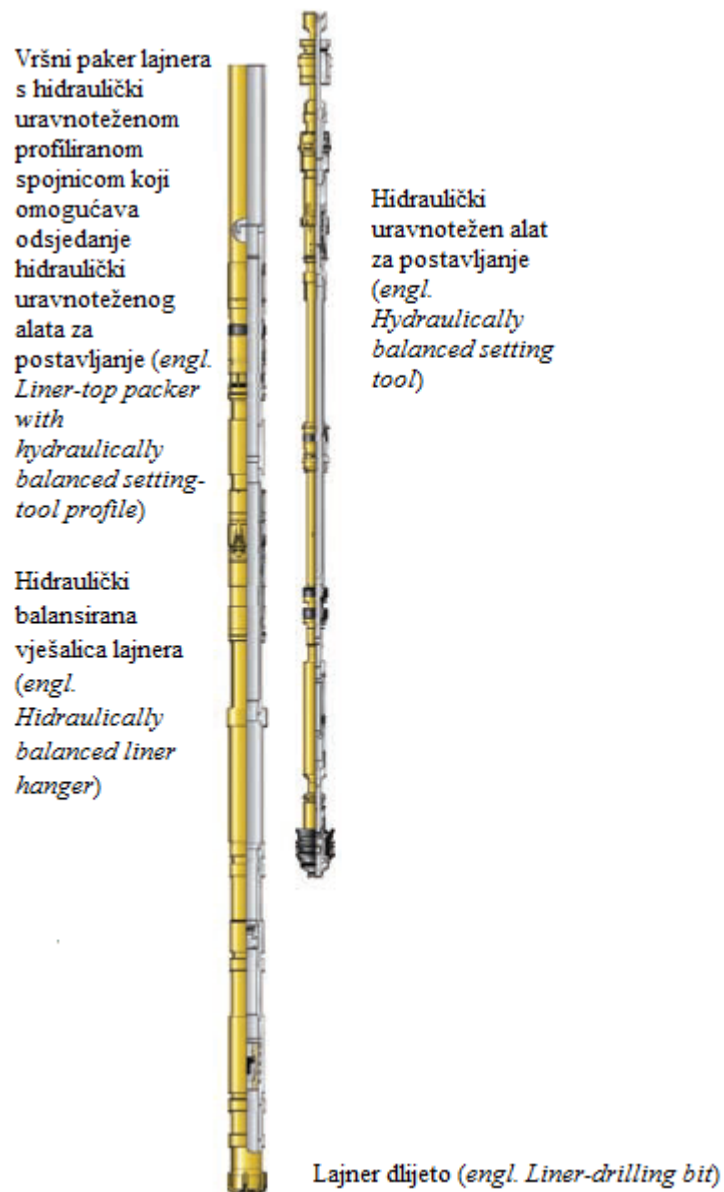 Vršni paker lajnera
s hidraulički
uravnoteženom
profiliranom
spojnicom koji
omogućava
odsjedanje
hidraulički
uravnoteženog
alata za
postavljanje (engl.
Liner-top packer
with
hydraulically
balanced setting-
tool profile)
Hidraulički
balansirana
vješalica lajnera
(engl.
Hidraulically
balanced liner
hanger)
Hidraulički
uravnotežen alat
za postavljanje
(engl.
Hydraulically
balanced setting
tool)
Lajner dlijeto (engl. Liner-drilling bit)